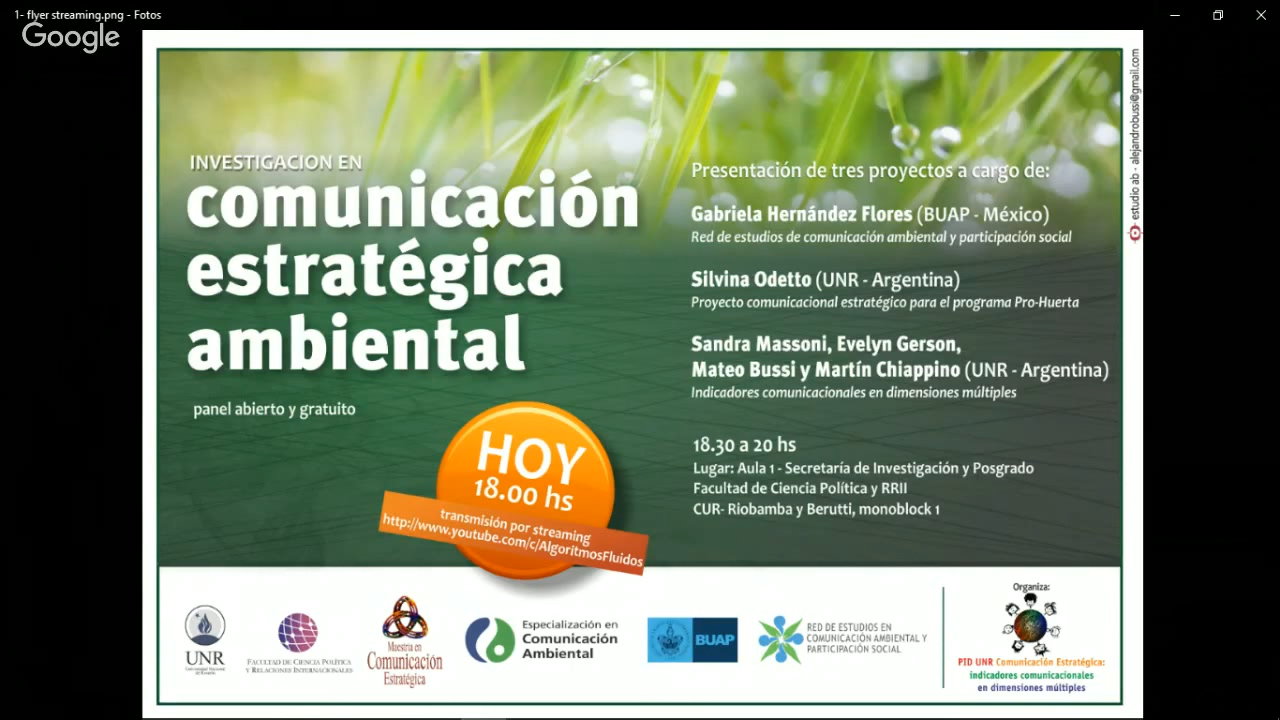 1- flyer streaming.png - Fotos
Google
INVESTIGACION EN
comunicación
estratégica
ambiental
panel abierto y gratuito
HOY
18.00 hs
transmisión por streaming
http://www.youtube.com/c/AlgoritmosFluidos
Presentación de tres proyectos a cargo de:
Gabriela Hernández Flores (BUAP - México)
Red de estudios de comunicación ambiental y participación social
Silvina Odetto (UNR - Argentina)
Proyecto comunicacional estratégico para el programa Pro-Huerta
Sandra Massoni, Evelyn Gerson,
Mateo Bussi y Martín Chiappino (UNR - Argentina)
Indicadores comunicacionales en dimensiones múltiples
18.30 a 20 hs
Lugar: Aula 1 - Secretaría de Investigación y Posgrado
Facultad de Ciencia Política y RRII
CUR- Riobamba y Berutti, monoblock 1
estudio ab - alejandrobussi@gmail.com
UNR
Universidad Nacional
de Rosario
FACULTAD DE CIENCIA POLÍTICA
Y RELACIONES INTERNACIONALES
Maestría en
Comunicación
Estratégica
Especialización en
Comunicación
Ambiental
BUAP
RED DE ESTUDIOS EN
COMUNICACIÓN AMBIENTAL Y
PARTICIPACIÓN SOCIAL
Organiza:
PID UNR Comunicación Estratégica:
indicadores comunicacionales
en dimensiones múltiples